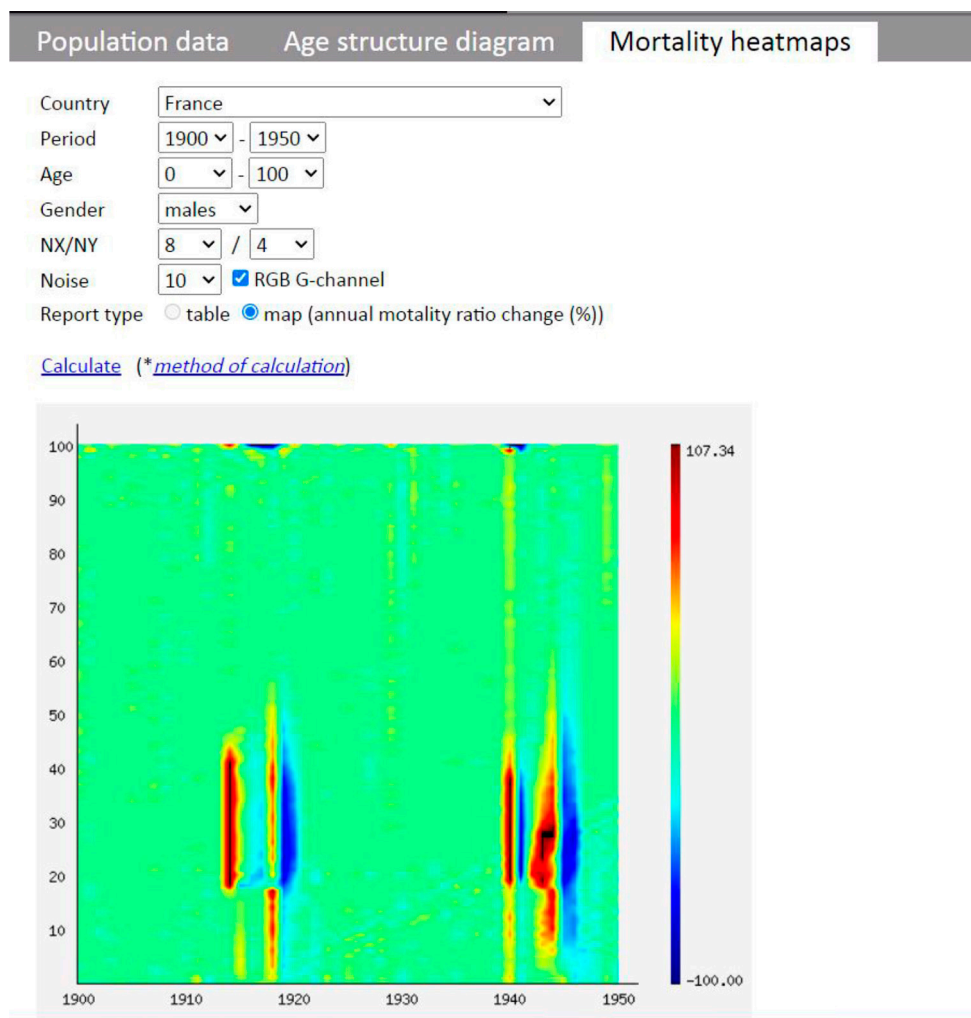 Population data Age structure diagram Mortality heatmaps
Country France
Period 1900 - 1950
Age 0 - 100
Gender males
NX/NY 8 / 4
Noise 10 RGB G-channel
Report type table map (annual motality ratio change (%))
Calculate (*method of calculation)
100 107.34
90
80
70
60
50
40
30
20
10
-100.00
1900 1910 1920 1930 1940 1950